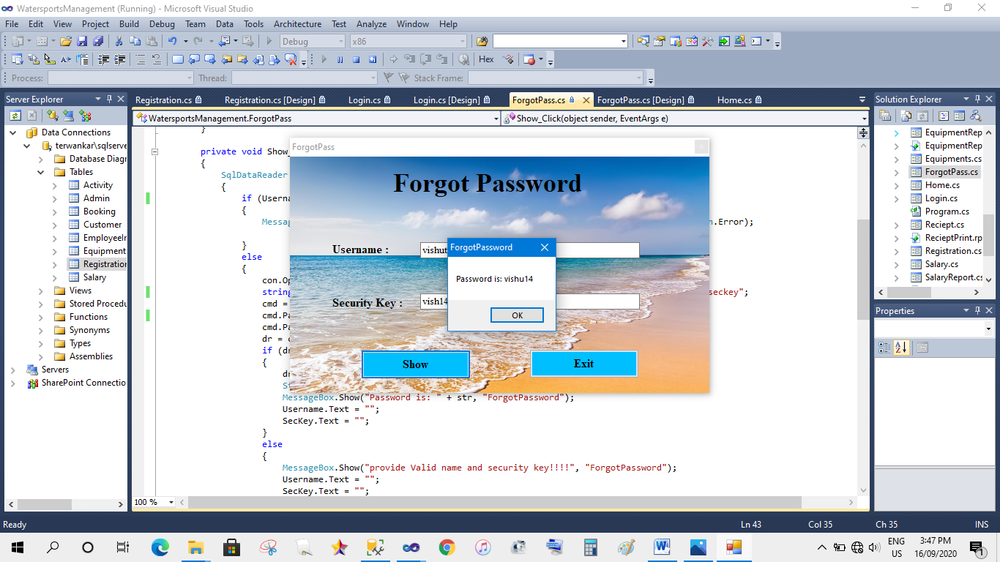 WatersportsManagement (Running) - Microsoft Visual Studio
File Edit View Project Build Debug Team Data Tools Architecture Test Analyze Window Help
Debug x86
Hex
Process: Thread: Stack Frame:
Server Explorer
Data Connections
terwankar\sqlserve
Database Diagr
Tables
Activity
Admin
Booking
Customer
EmployeeIn
Equipment
Registration
Salary
Views
Stored Procedu
Functions
Synonyms
Types
Assemblies
Servers
SharePoint Connectio
Registration.cs Registration.cs [Design] Login.cs Login.cs [Design] ForgotPass.cs ForgotPass.cs [Design] Home.cs
WatersportsManagement.ForgotPass Show_Click(object sender, EventArgs e)
}
private void Show_
{
SqlDataReader
{
if (Userna
{
Messag n.Error);
}
else
{
con.Op
string seckey";
cmd =
cmd.Pa
cmd.Pa
dr = c
if (dr
{
dr
St
MessageBox.Show("Password is: " + str, "ForgotPassword");
Username.Text = "";
SecKey.Text = "";
}
else
{
MessageBox.Show("provide Valid name and security key!!!!", "ForgotPassword");
Username.Text = "";
SecKey.Text = "";
100 %
ForgotPass
Forgot Password
Username : vishut
Security Key : vish14
Show Exit
ForgotPassword
Password is: vishu14
OK
Solution Explorer
EquipmentRep
EquipmentRep
Equipments.cs
ForgotPass.cs
Home.cs
Login.cs
Program.cs
Reciept.cs
RecieptPrint.rp
Registration.cs
Salary.cs
SalaryReport.cs
Properties
Ready Ln 43 Col 35 Ch 35 INS
ENG
US
3:47 PM
16/09/2020
1